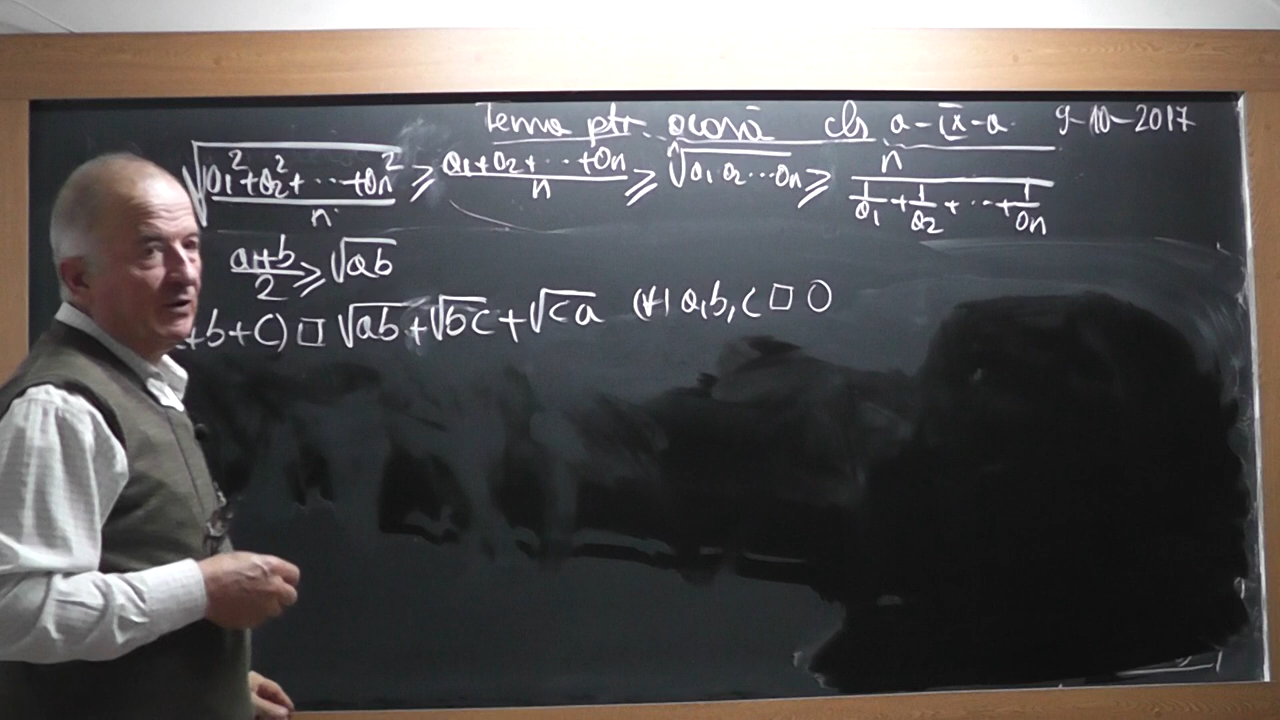 Tema ptr. acasă cls a-IX-a 9-10-2017
√((a₁²+a₂²+⋯+aₙ²)/n) ≥ (a₁+a₂+⋯+aₙ)/n ≥ ⁿ√(a₁a₂⋯aₙ) ≥ n/(1/a₁+1/a₂+⋯+1/aₙ)
(a+b)/2 ≥ √ab
+b+c) □ √ab+√bc+√ca (∀) a,b,c □ 0